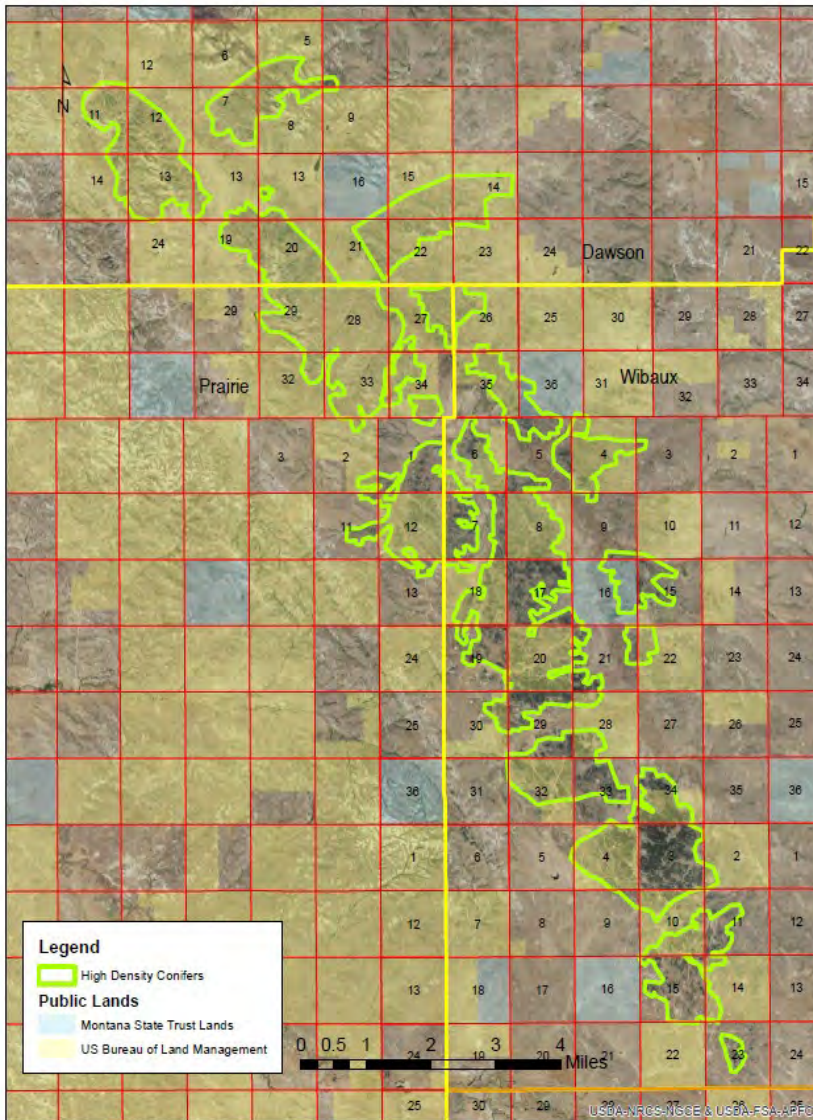 5
12 6
N
7
11 12 8 9
14 13 13 13 16 15 14 15
24 19 20 21 22 23 24 Dawson 21 22
29 29 28 27 26 25 30 29 28 27
Prairie 32 33 34 35 36 31 Wibaux 32 33 34
3 2 1 6 5 4 3 2 1
11 12 7 8 9 10 11 12
13 18 17 16 15 14 13
24 19 20 21 22 23 24
25 30 29 28 27 26 25
36 31 32 33 34 35 36
1 6 5 4 3 2 1
12 7 8 9 10 11 12
13 18 17 16 15 14 13
24 19 20 21 22 23 24
25 30 29 28 27 26 25
Legend
High Density Conifers
Public Lands
Montana State Trust Lands
US Bureau of Land Management
0 0.5 1 2 3 4
Miles
USDA-NRCS-NGCE & USDA-FSA-APFO